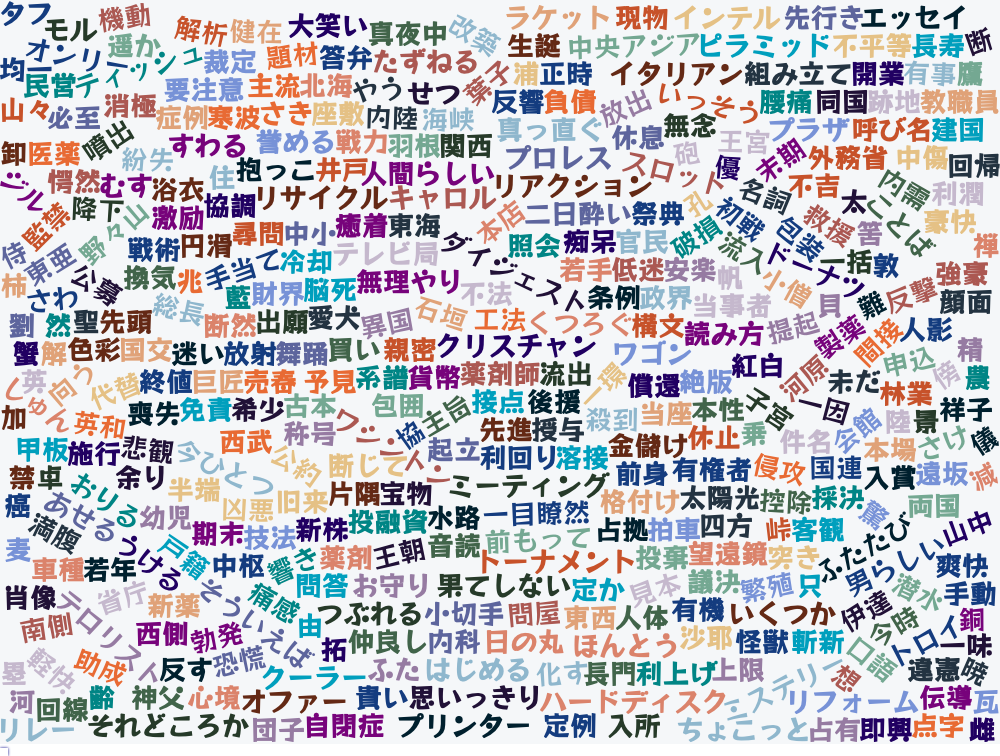 タフ モル 機動 解析 健在 大笑い 真夜中 改築 ラケット 現物 インテル 先行き エッセイ
オンリー 遥か ティッシュ 裁定 題材 答弁 たずねる 生誕 中央アジア ピラミッド 不平等 長寿 断
均 民営 要注意 主流 北海 やう せつ 葉子 浦 正時 イタリアン 組み立て 開業 有事 鷹
山々 必至 消極 症例 寒波 さき 座敷 内陸 海峡 反響 負債 放出 いっそう 腰痛 同国 跡地 教職員
卸 医薬 噴出 紛失 すわる 誉める 戦力 羽根 関西 真っ直ぐ 休息 無念 王宮 プラザ 呼び名 建国
ジル 愕然 むす 浴衣 住 抱っこ 井戸 人間らしい プロレス スロット 砲 優 末期 外務省 中傷 回帰
監禁 降下 野々山 激励 協調 リサイクル キャロル リアクション 孔 名詞 不吉 太 内需 ことば 利潤
侍 東亜 戦術 円滑 尋問 中小 癒着 東海 本店 二日酔い 祭典 初戦 包装 救援 筈 豪快 禅
柿 さわ 公募 換気 兆 手当て 冷却 テレビ局 ダイジェスト 照会 痴呆 官民 破損 流入 ドーナツ 一括 敦
藍 財界 脳死 無理やり 不法 若手 低迷 安楽 帆 小僧 貝 難 反撃 強豪 顔面
劉 然 聖 先頭 総長 断然 出願 愛犬 異国 石垣 工法 くつろぐ 条例 政界 当事者 提起 製薬 間接 人影
蟹 解 色彩 国交 迷い 放射 舞踊 買い 親密 クリスチャン ワゴン 横文 読み方 紅白 申込 精
しゅん 英 向う 代替 終値 巨匠 売春 予見 系譜 貨幣 薬剤師 流出 環 償還 絶版 河原 未だ 林業 傍 農
加 英和 喪失 免責 希少 古本 包囲 主旨 接点 後援 殺到 当座 本性 子宮 一因 会館 陸 景 祥子
甲板 施行 悲観 今ひとつ 西武 称号 ワシントン 協 起立 先進 授与 金儲け 休止 乗 件名 本場 さけ 儀
禁 卓 余り 公約 断じて 利回り 溶接 前身 有権者 侵攻 国連 入賞 遠坂 減
癌 おりる あせる 半端 凶悪 旧来 片隅 宝物 ミーティング 格付け 太陽光 控除 採決 驚 両国
満腹 幼児 期末 技法 新株 投融資 水路 一目瞭然 占拠 拍車 四方 峠 客観 ふたたび 山中
麦 車種 若年 うける 戸籍 中枢 響き 薬剤 王朝 音読 前もって トーナメント 投棄 望遠鏡 突き 男らしい 爽快
肖像 テロリスト 省庁 新薬 そういえば 痛感 問答 お守り 果てしない 定か 見本 議決 繁殖 只 潜水 手動
南側 西側 勃発 由 つぶれる 小切手 問屋 東西 人体 有機 いくつか 伊達 今時 トロイ 銅
塁 軽快 助成 反す 恐慌 拓 仲良し 内科 日の丸 ほんとう 沙耶 怪獣 斬新 口語 一味
クーラー ふた はじめる 化す 長門 利上げ 上限 ミステリー 想 違憲 暁
河 回線 齢 神父 心境 オファー 貴い 思いっきり ハードディスク リフォーム 伝導 瓦
リレー それどころか 団子 自閉症 プリンター 定例 入所 ちょこっと 占有 即興 点字 雌